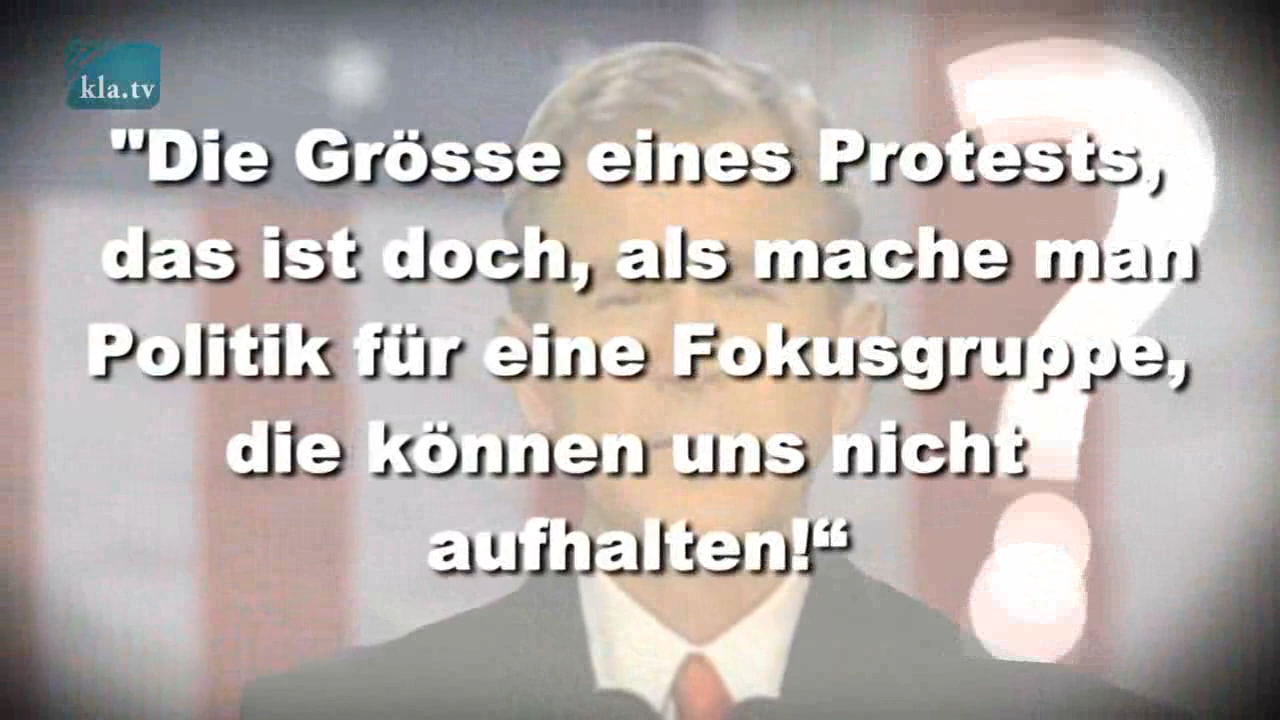 kla.tv
"Die Grösse eines Protests,
das ist doch, als mache man
Politik für eine Fokusgruppe,
die können uns nicht
aufhalten!“
?